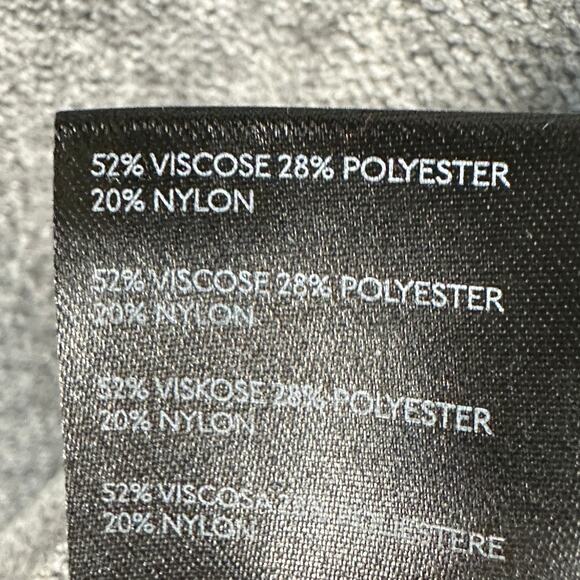 52% VISCOSE 28% POLYESTER
20% NYLON
52% VISCOSE 28% POLYESTER
20% NYLON
52% VISKOSE 28% POLYESTER
20% NYLON
52% VISCOSA POLIESTERE
20% NYLON